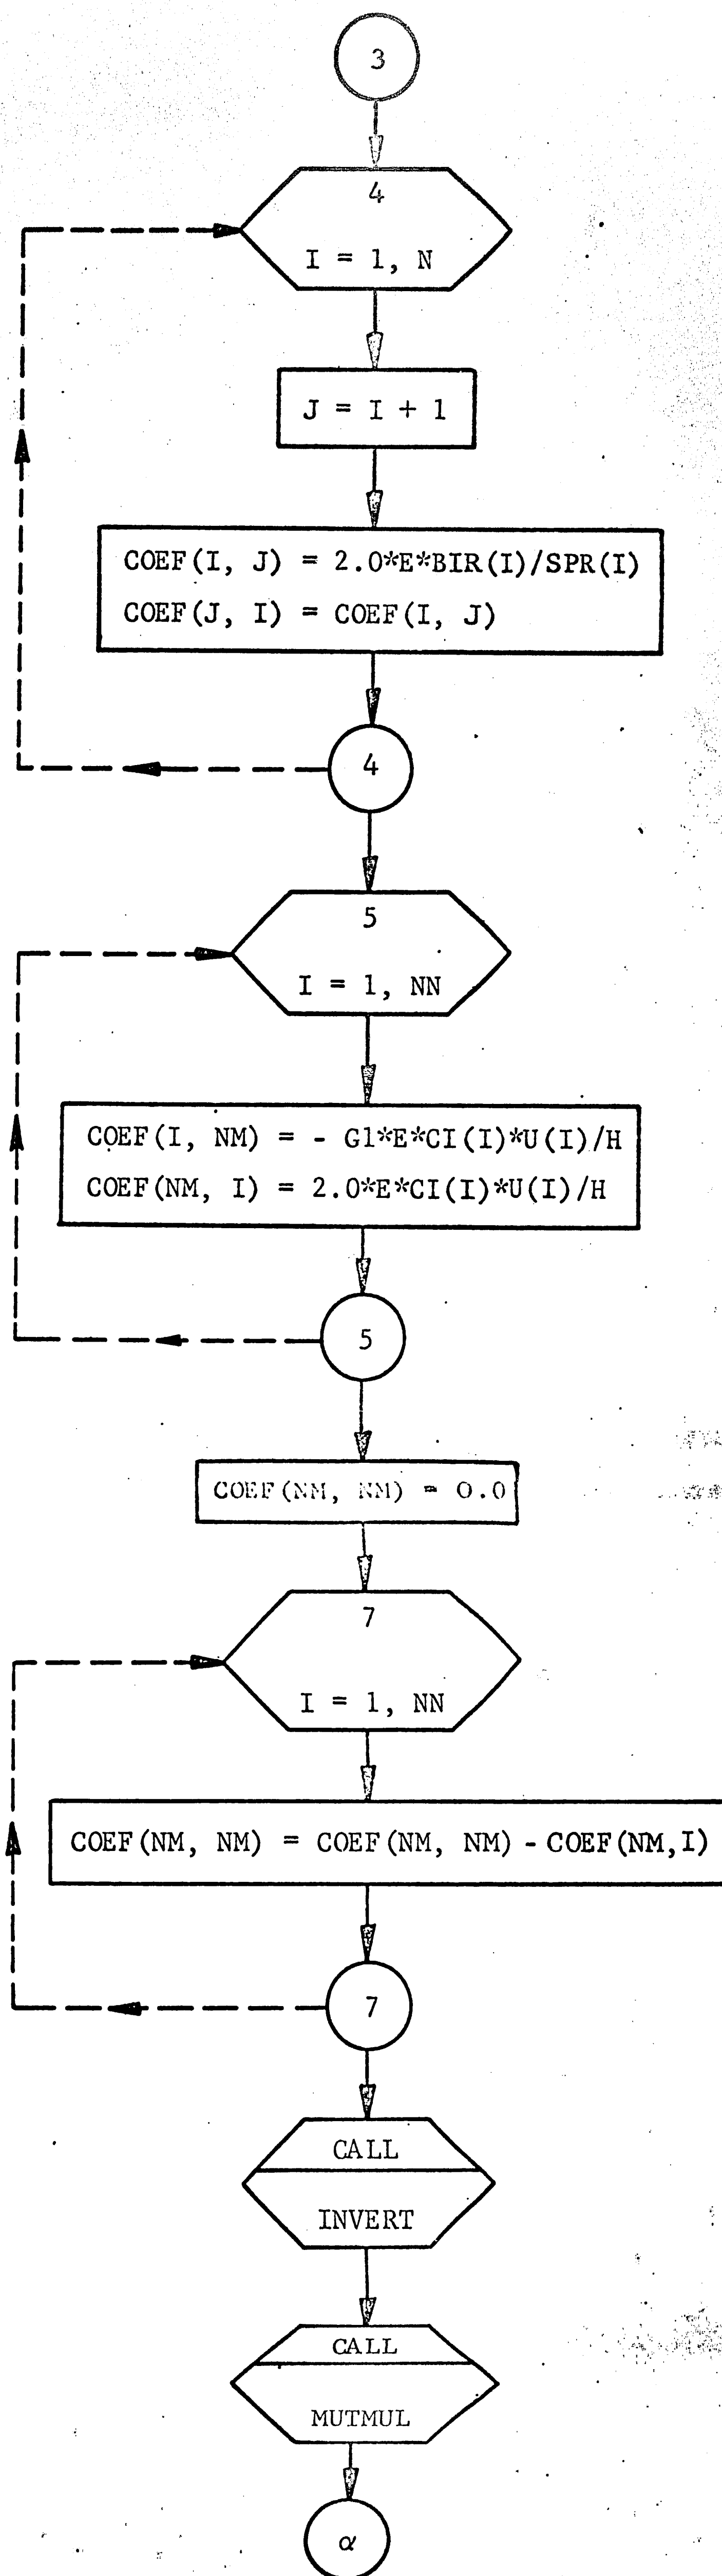 3
4
I = 1, N
J = I + 1
COEF(I, J) = 2.0*E*BIR(I)/SPR(I)
COEF(J, I) = COEF(I, J)
4
5
I = 1, NN
COEF(I, NM) = - G1*E*CI(I)*U(I)/H
COEF(NM, I) = 2.0*E*CI(I)*U(I)/H
5
COEF(NM, NM) = 0.0
7
I = 1, NN
COEF(NM, NM) = COEF(NM, NM) - COEF(NM,I)
7
CALL
INVERT
CALL
MUTMUL
α